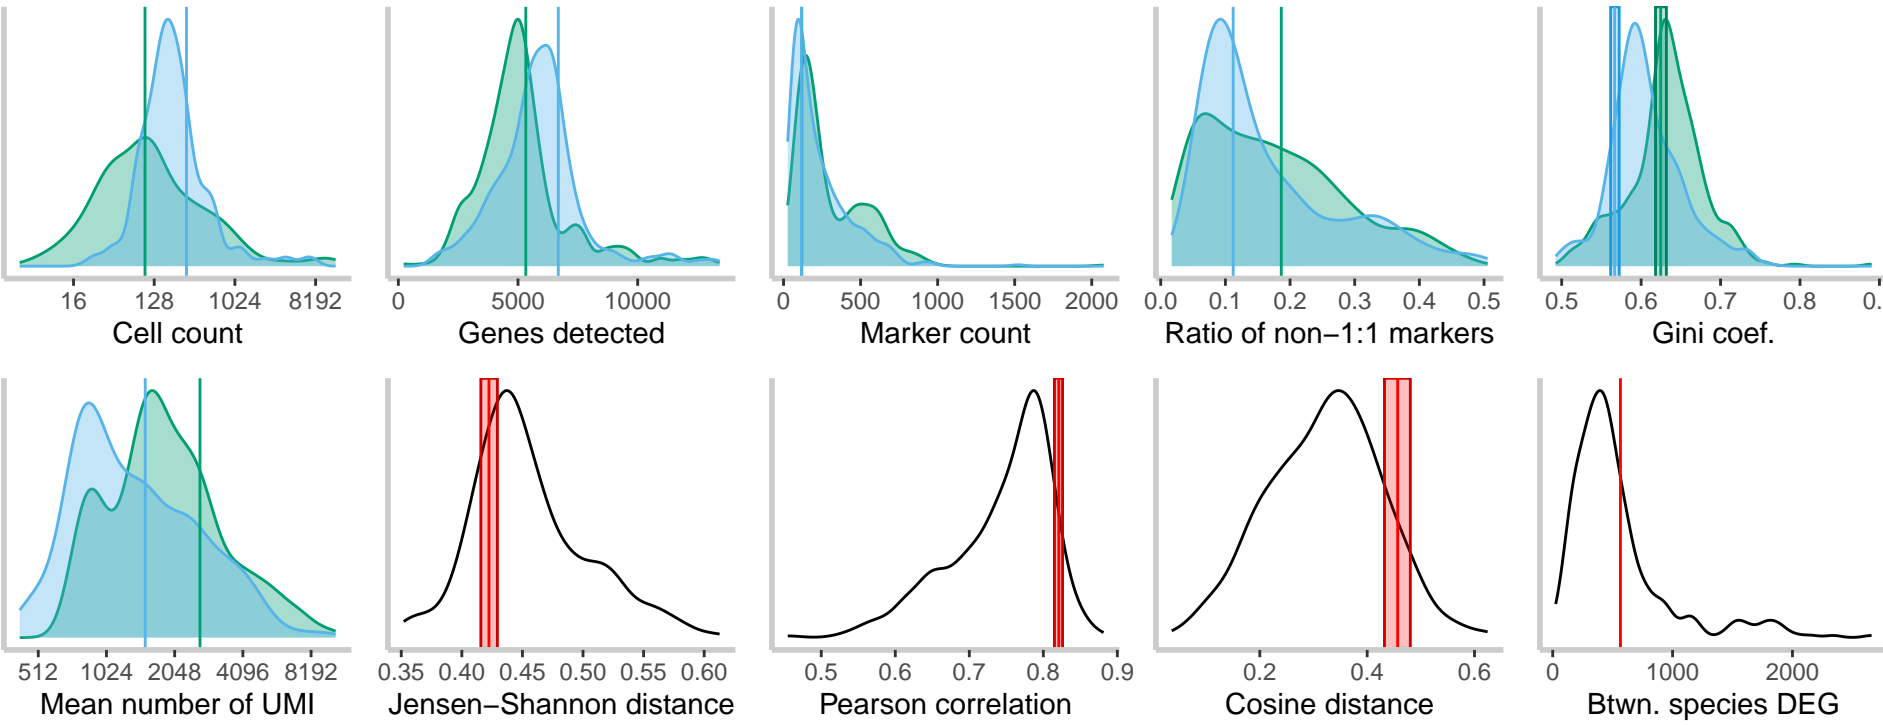 16 128 1024 8192
Cell count
0 5000 10000
Genes detected
0 500 1000 1500 2000
Marker count
0.0 0.1 0.2 0.3 0.4 0.5
Ratio of non−1:1 markers
0.5 0.6 0.7 0.8 0.
Gini coef.
512 1024 2048 4096 8192
Mean number of UMI
0.35 0.40 0.45 0.50 0.55 0.60
Jensen−Shannon distance
0.5 0.6 0.7 0.8 0.9
Pearson correlation
0.2 0.4 0.6
Cosine distance
0 1000 2000
Btwn. species DEG